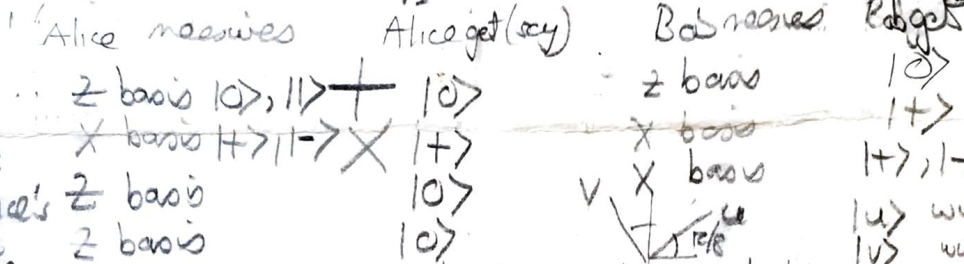 Alice measures Alice get (say) Bob measures Bob gets
Z basis |0>, |1> + |0> Z basis |0>
X basis |+>, |-> X |+> X basis |+>
Z basis |0> X basis |+>, |-
Z basis |0> V u π/8 |u>
|v>